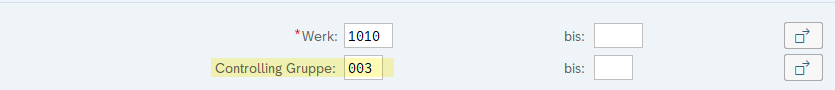 *Werk: 1010 bis:
Controlling Gruppe: 003 bis: